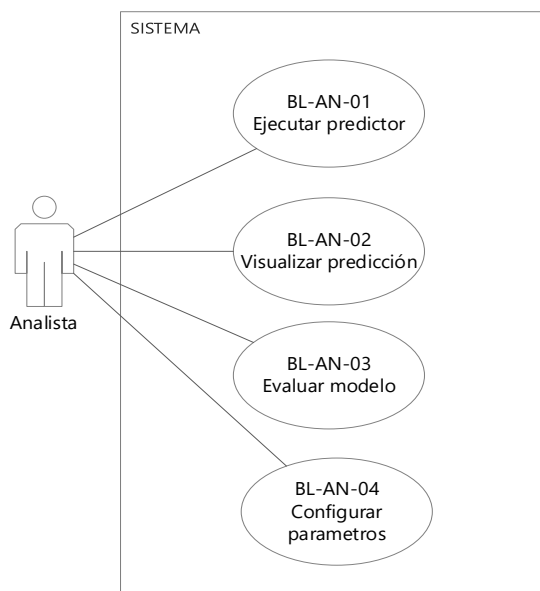 SISTEMA
BL-AN-01
Ejecutar predictor
BL-AN-02
Visualizar predicción
Analista
BL-AN-03
Evaluar modelo
BL-AN-04
Configurar
parametros